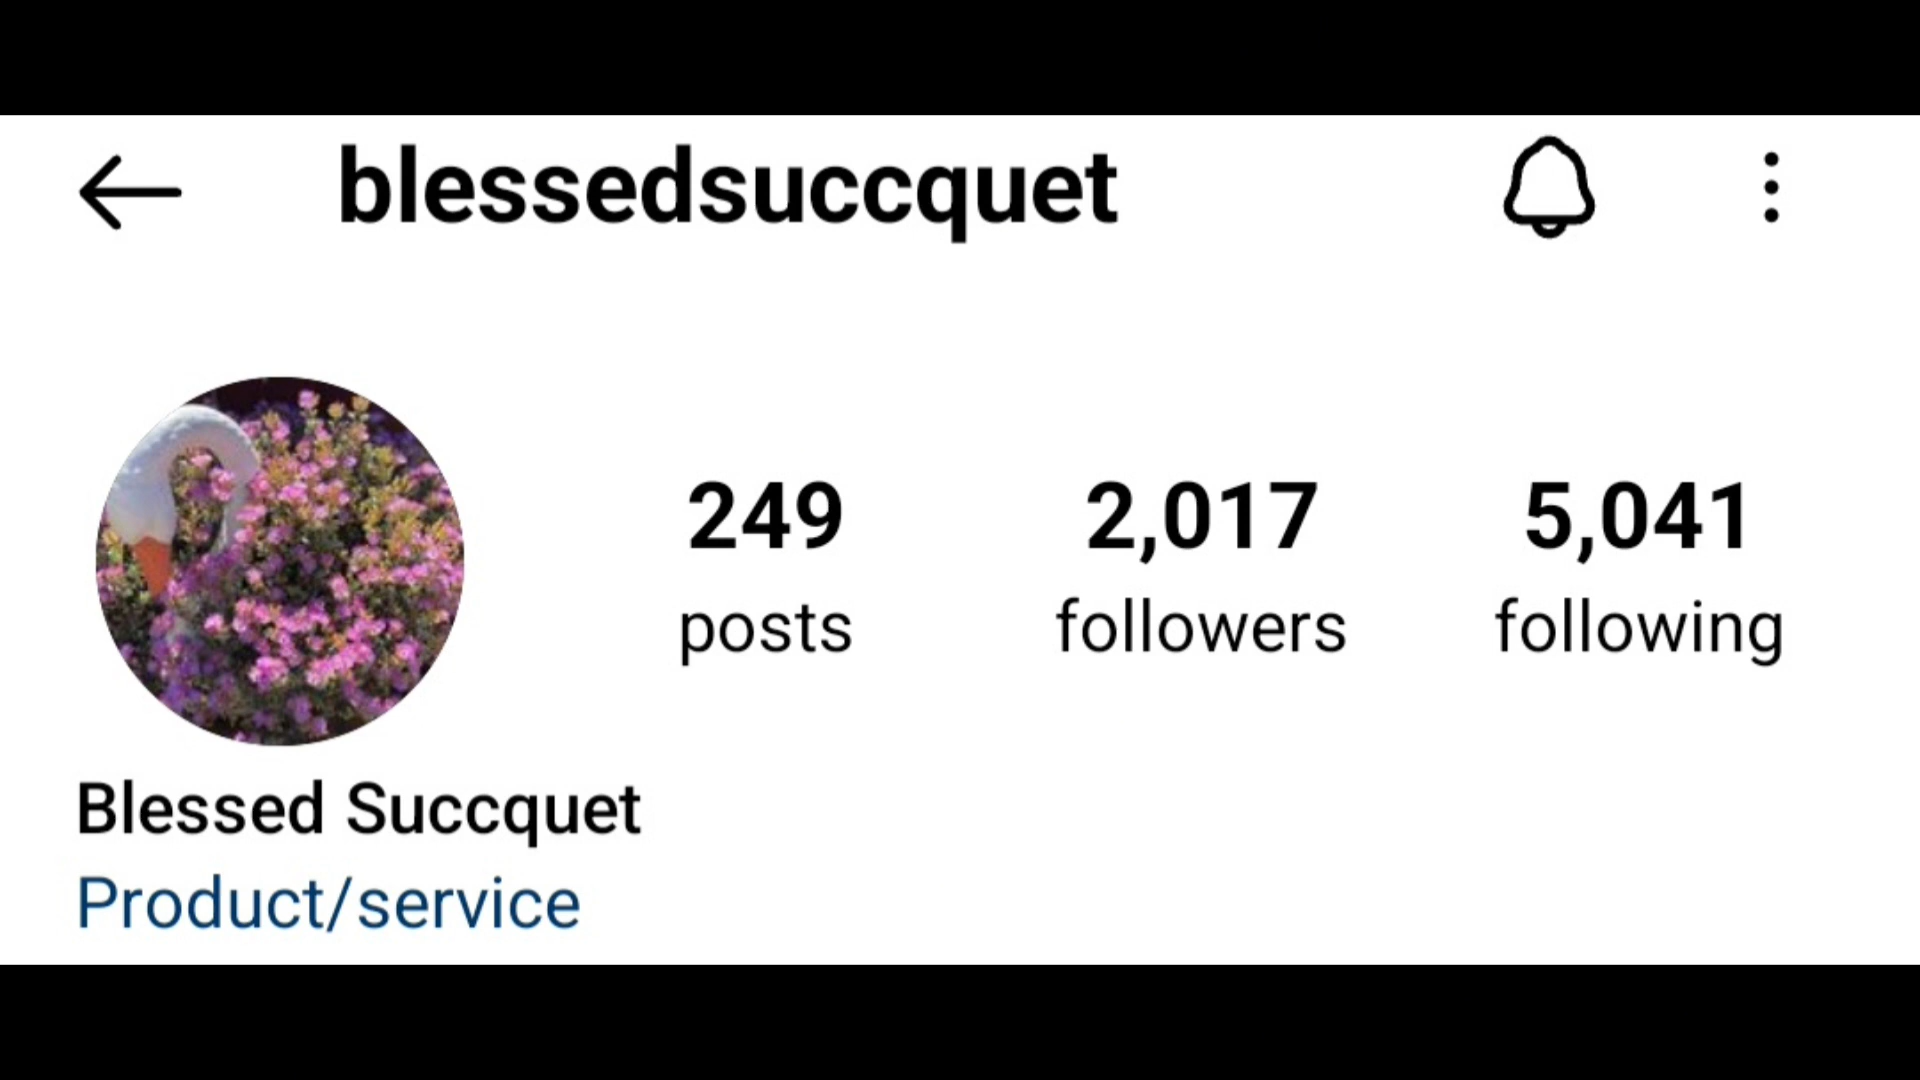 blessedsuccquet
249 2,017 5,041
posts followers following
Blessed Succquet
Product/service